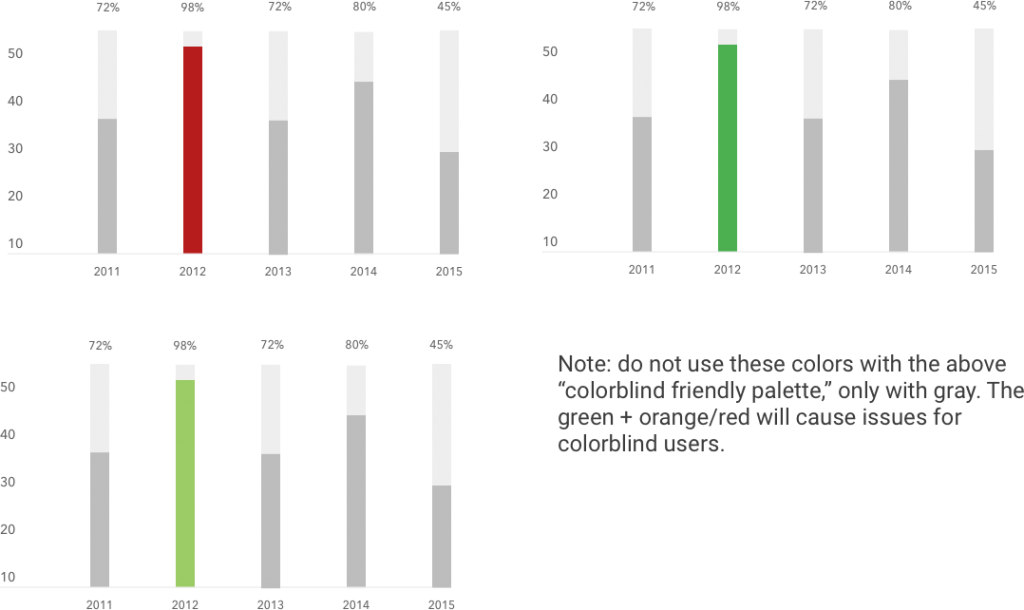 72% 98% 72% 80% 45%
50
40
30
20
10
2011 2012 2013 2014 2015
72% 98% 72% 80% 45%
50
40
30
20
10
2011 2012 2013 2014 2015
72% 98% 72% 80% 45%
50
40
30
20
10
2011 2012 2013 2014 2015
Note: do not use these colors with the above
“colorblind friendly palette,” only with gray. The
green + orange/red will cause issues for
colorblind users.